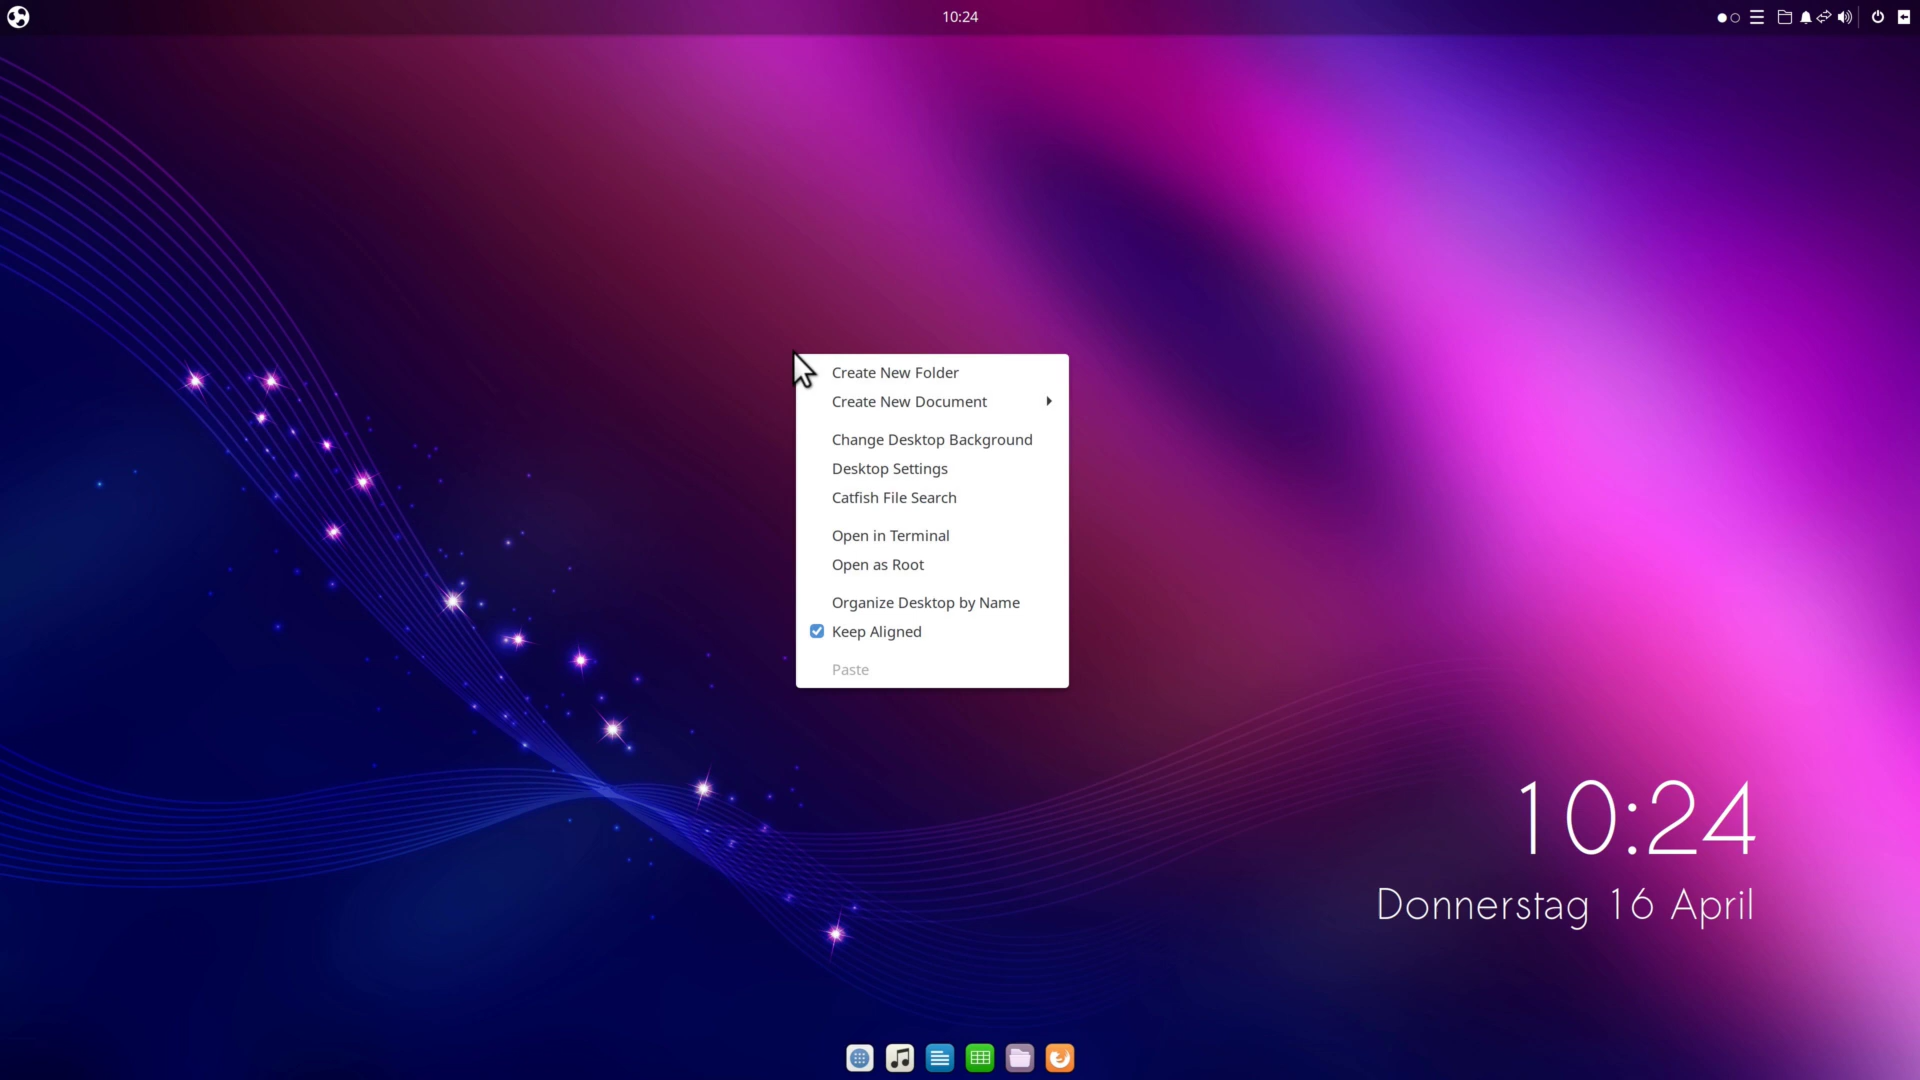 10:24
Create New Folder
Create New Document
Change Desktop Background
Desktop Settings
Catfish File Search
Open in Terminal
Open as Root
Organize Desktop by Name
Keep Aligned
Paste
10:24
Donnerstag 16 April